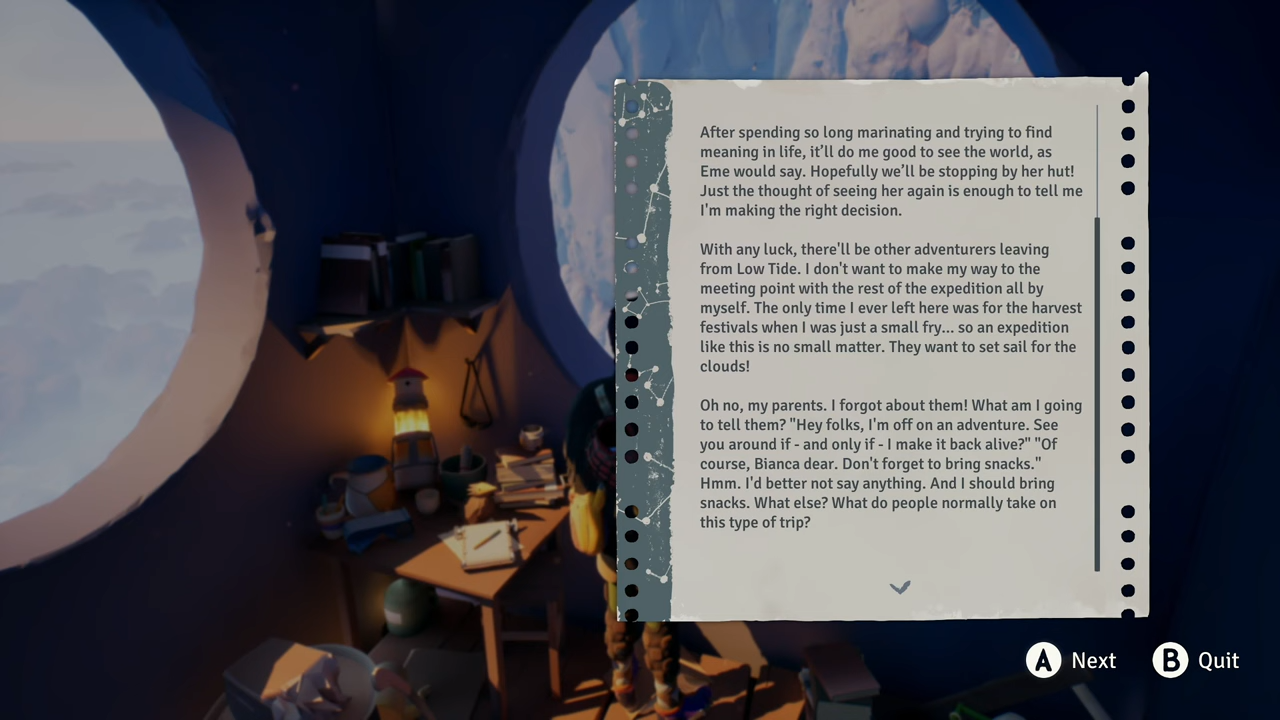 After spending so long marinating and trying to find
meaning in life, it'll do me good to see the world, as
Eme would say. Hopefully we'll be stopping by her hut!
Just the thought of seeing her again is enough to tell me
I'm making the right decision.
With any luck, there'll be other adventurers leaving
from Low Tide. I don't want to make my way to the
meeting point with the rest of the expedition all by
myself. The only time I ever left here was for the harvest
festivals when I was just a small fry... so an expedition
like this is no small matter. They want to set sail for the
clouds!
Oh no, my parents. I forgot about them! What am I going
to tell them? "Hey folks, I'm off on an adventure. See
you around if - and only if - I make it back alive?" "Of
course, Bianca dear. Don't forget to bring snacks."
Hmm. I'd better not say anything. And I should bring
snacks. What else? What do people normally take on
this type of trip?
A Next B Quit